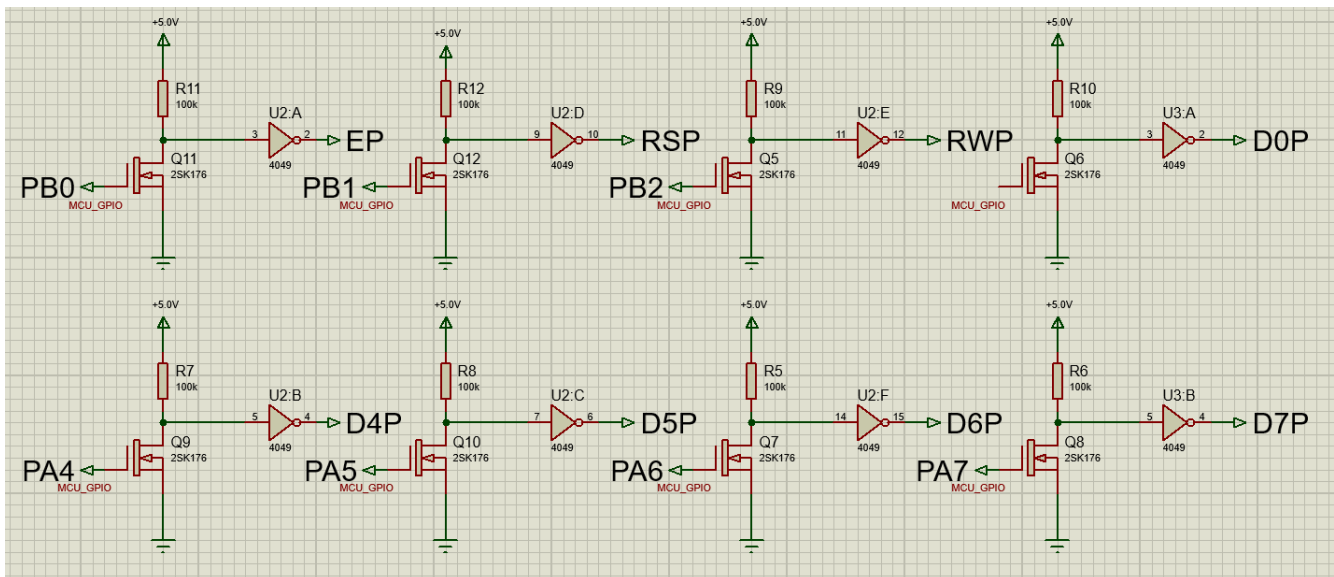 +5.0V
R11
100k
U2:A
3
2
EP
4049
Q11
2SK176
PB0
MCU_GPIO
+5.0V
R12
100k
U2:D
9
10
RSP
4049
Q12
2SK176
PB1
MCU_GPIO
+5.0V
R9
100k
U2:E
11
12
RWP
4049
Q5
2SK176
PB2
MCU_GPIO
+5.0V
R10
100k
U3:A
3
2
D0P
4049
Q6
2SK176
MCU_GPIO
+5.0V
R7
100k
U2:B
5
4
D4P
4049
Q9
2SK176
PA4
MCU_GPIO
+5.0V
R8
100k
U2:C
7
6
D5P
4049
Q10
2SK176
PA5
MCU_GPIO
+5.0V
R5
100k
U2:F
14
15
D6P
4049
Q7
2SK176
PA6
MCU_GPIO
+5.0V
R6
100k
U3:B
5
4
D7P
4049
Q8
2SK176
PA7
MCU_GPIO